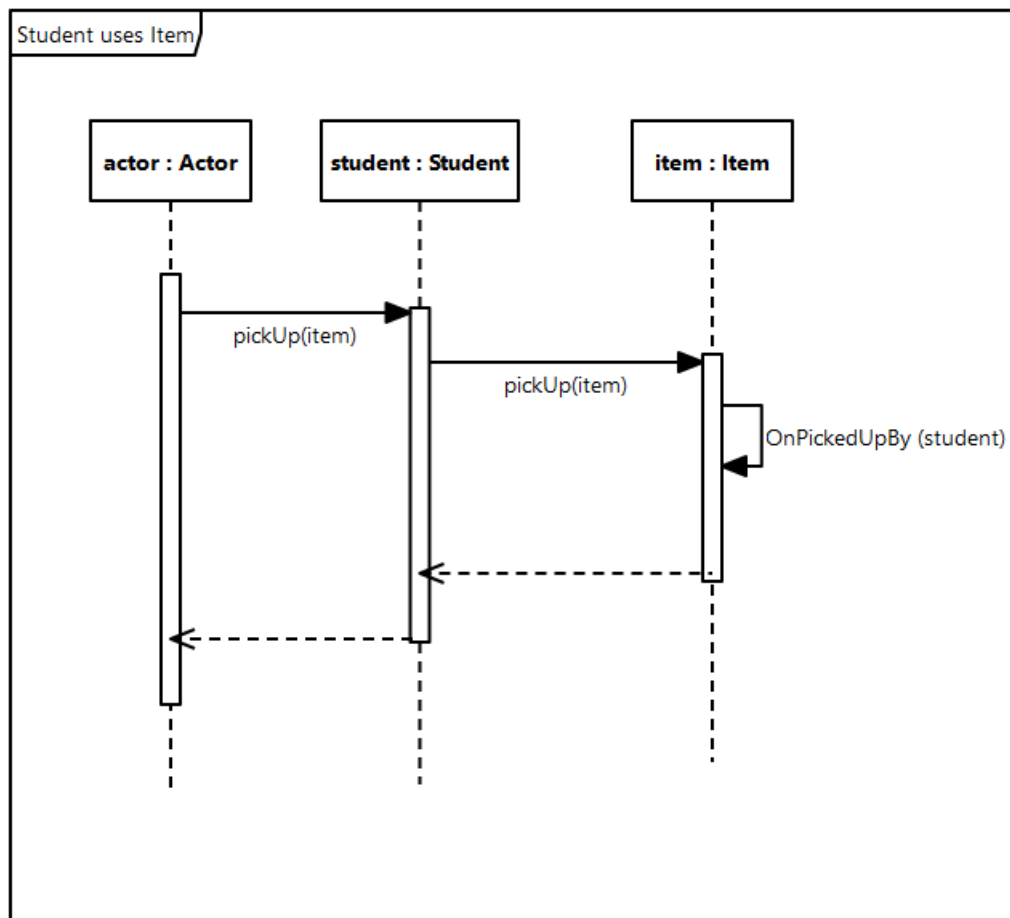 Student uses Item
actor : Actor
student : Student
item : Item
pickUp(item)
pickUp(item)
OnPickedUpBy (student)